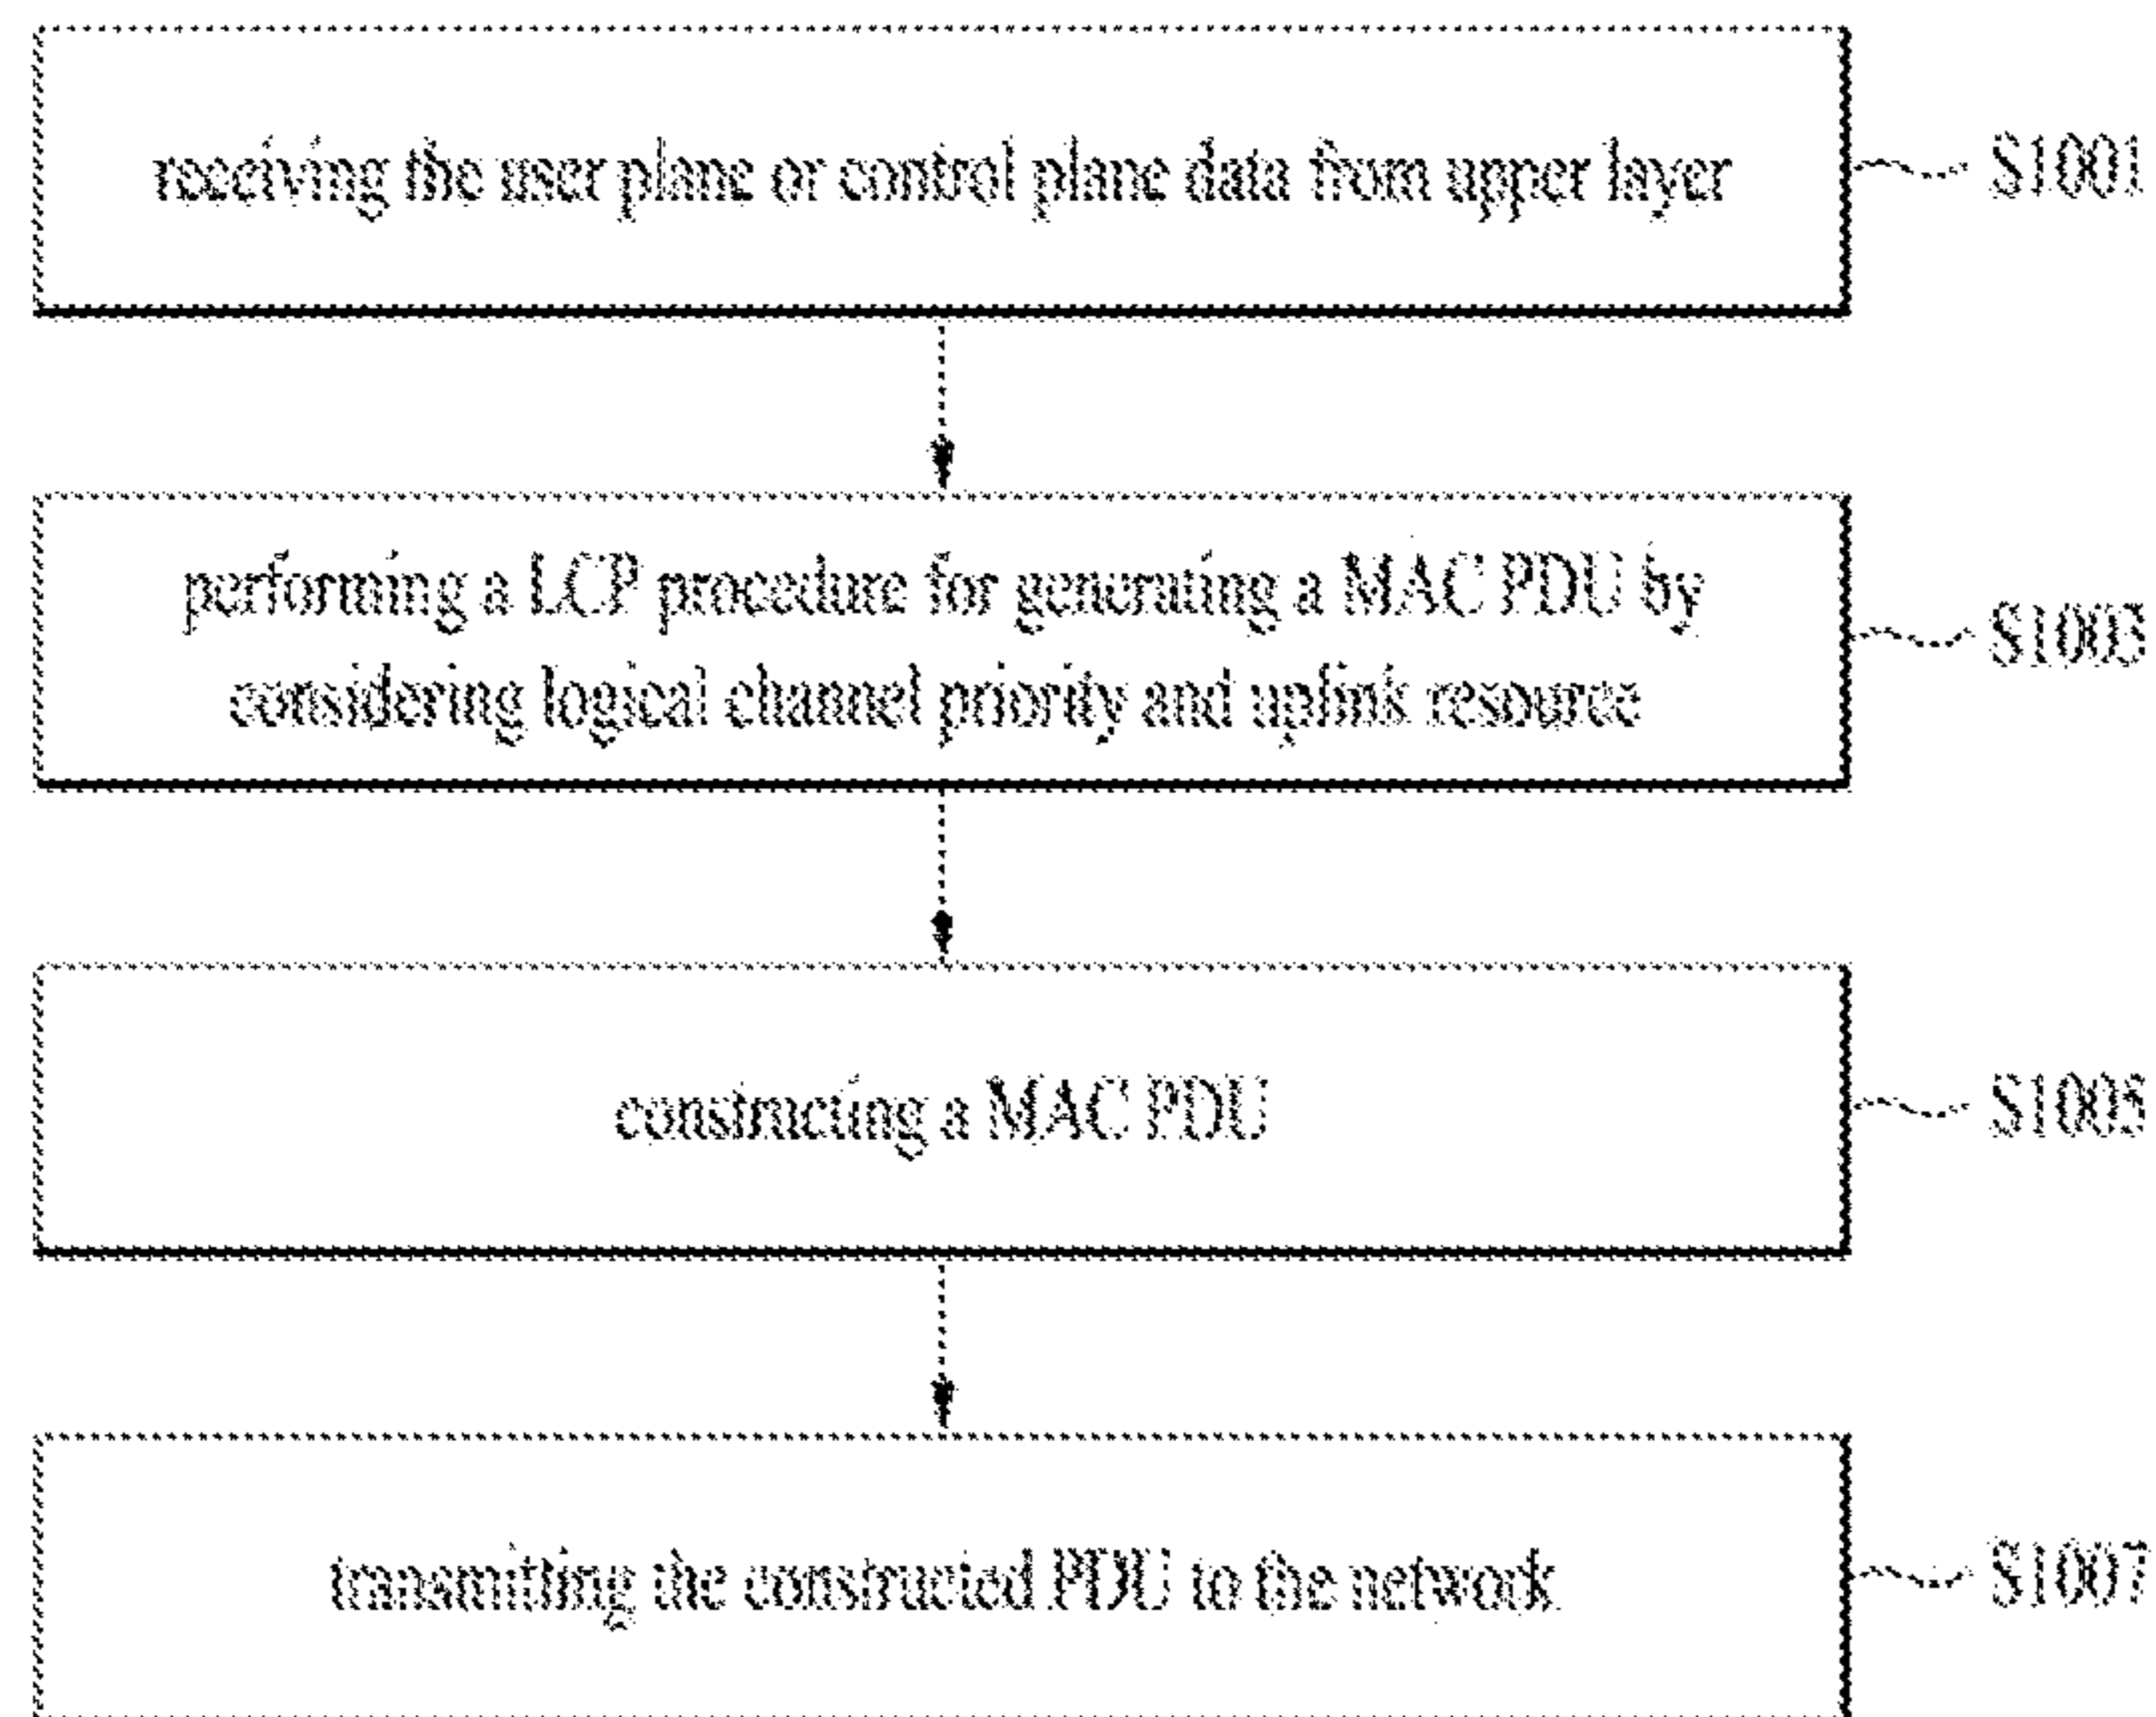 receiving the user plane or control plane data from upper layer
S1001
performing a LCP procedure for generating a MAC PDU by
considering logical channel priority and uplink resource
S1003
constructing a MAC PDU
S1005
transmitting the constructed PDU to the network
S1007